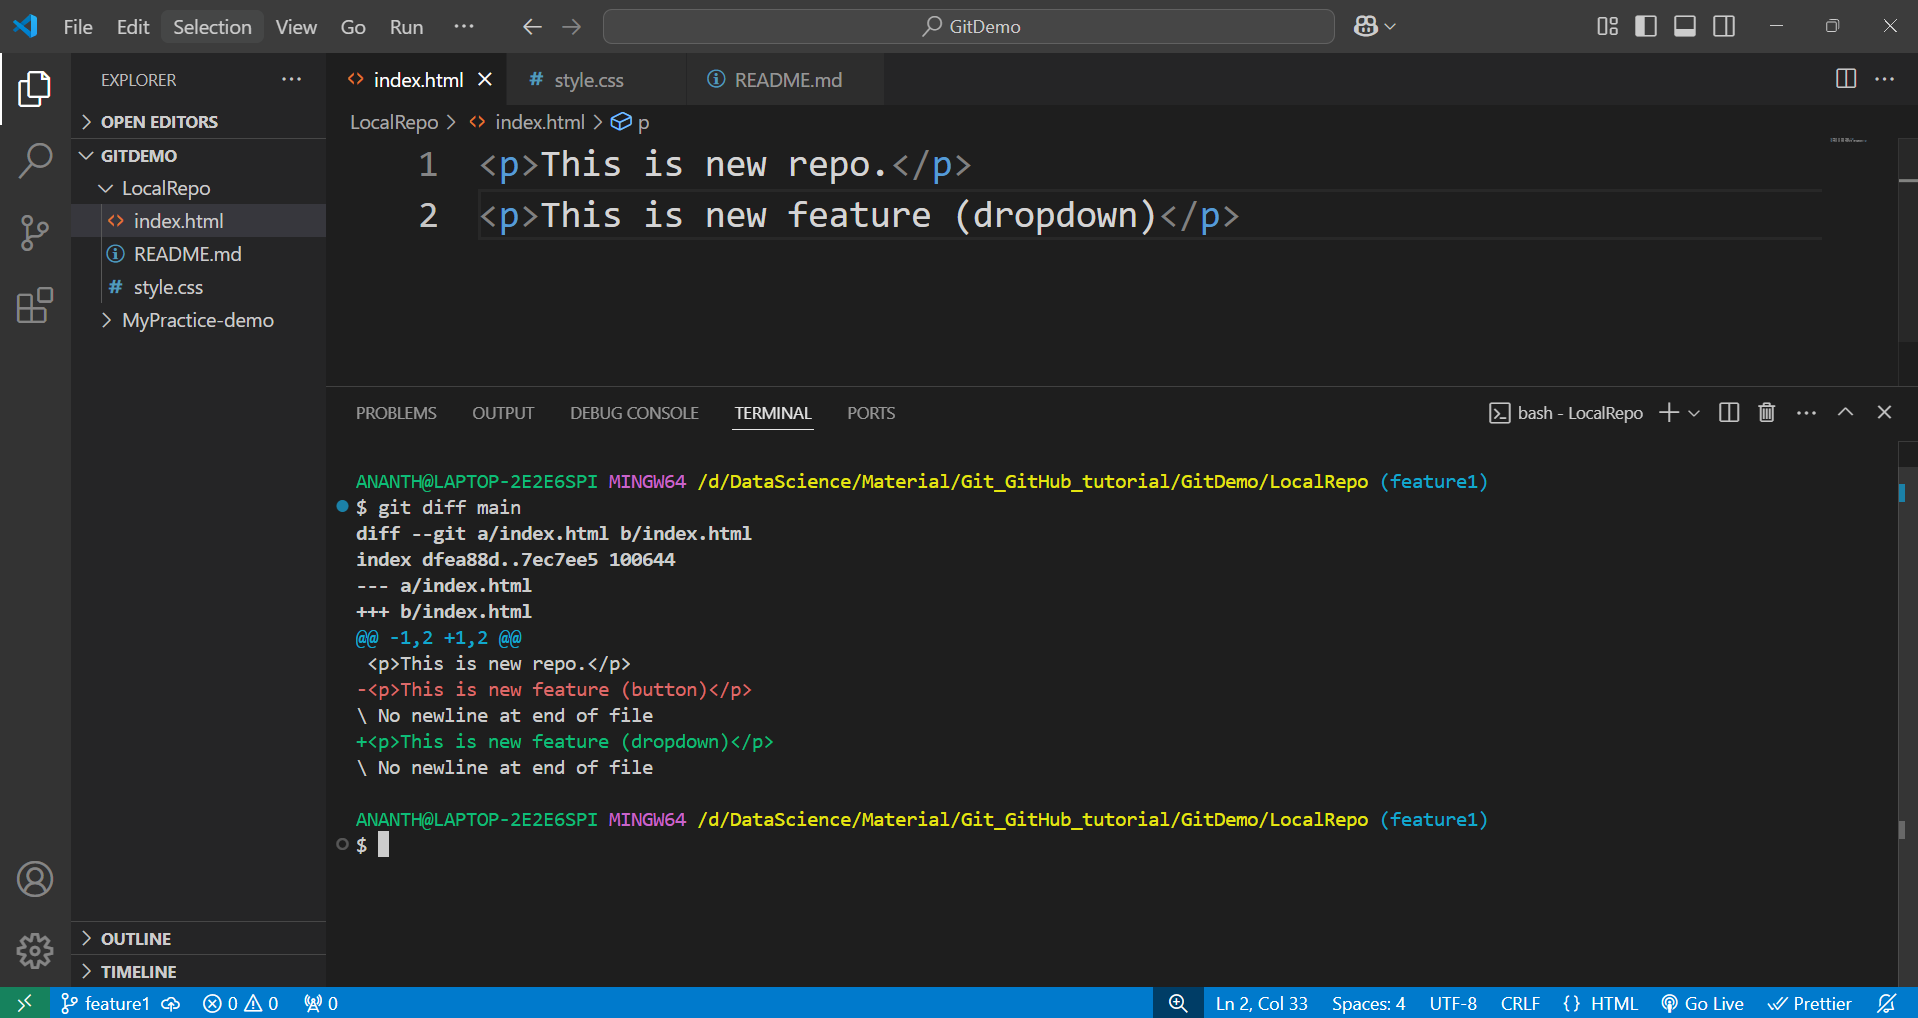 File Edit Selection View Go Run ··· GitDemo
EXPLORER ···
OPEN EDITORS
GITDEMO
LocalRepo
index.html
README.md
style.css
MyPractice-demo
OUTLINE
TIMELINE
index.html style.css README.md
LocalRepo > index.html > p
1 <p>This is new repo.</p>
2 <p>This is new feature (dropdown)</p>
PROBLEMS OUTPUT DEBUG CONSOLE TERMINAL PORTS bash - LocalRepo
ANANTH@LAPTOP-2E2E6SPI MINGW64 /d/DataScience/Material/Git_GitHub_tutorial/GitDemo/LocalRepo (feature1)
$ git diff main
diff --git a/index.html b/index.html
index dfea88d..7ec7ee5 100644
--- a/index.html
+++ b/index.html
@@ -1,2 +1,2 @@
 <p>This is new repo.</p>
-<p>This is new feature (button)</p>
\ No newline at end of file
+<p>This is new feature (dropdown)</p>
\ No newline at end of file
ANANTH@LAPTOP-2E2E6SPI MINGW64 /d/DataScience/Material/Git_GitHub_tutorial/GitDemo/LocalRepo (feature1)
$
feature1 0 0 0 Ln 2, Col 33 Spaces: 4 UTF-8 CRLF {} HTML Go Live Prettier